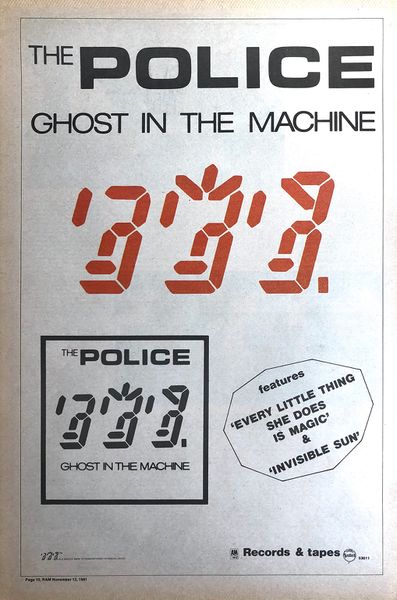 THE POLICE
GHOST IN THE MACHINE
THE POLICE
GHOST IN THE MACHINE
features
'EVERY LITTLE THING
SHE DOES
IS MAGIC'
&
'INVISIBLE SUN'
A&M Records & tapes
Page 10, RAM November 13, 1981